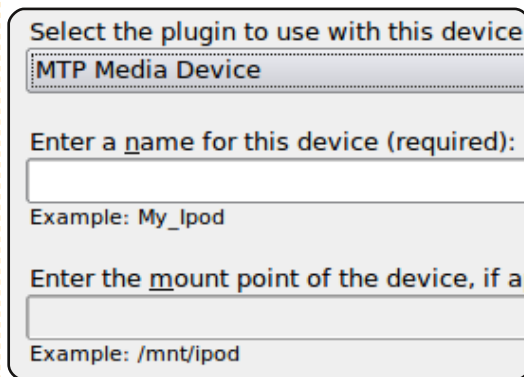 Select the plugin to use with this device
MTP Media Device
Enter a name for this device (required):
Example: My_Ipod
Enter the mount point of the device, if a
Example: /mnt/ipod